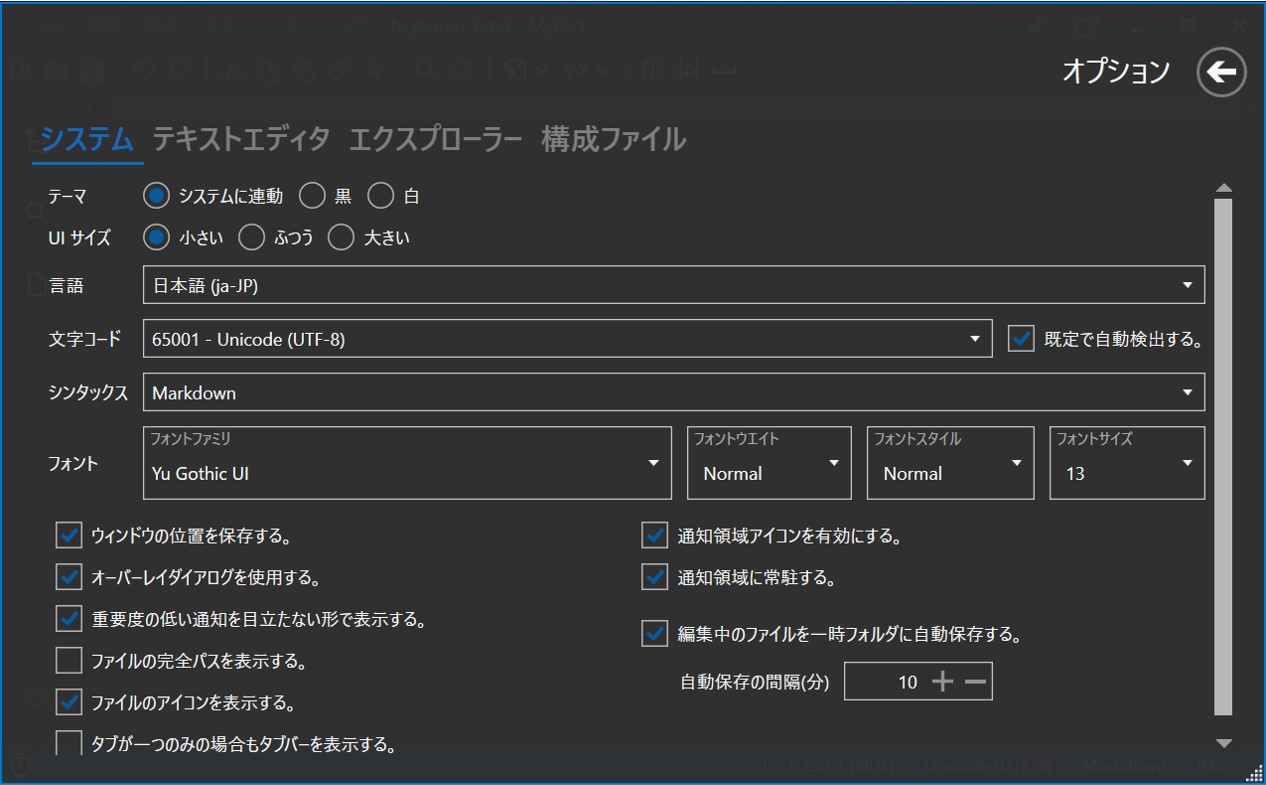 NoName-1.md - MyPad
オプション
システム テキストエディタ エクスプローラー 構成ファイル
テーマ システムに連動 黒 白
UI サイズ 小さい ふつう 大きい
言語 日本語 (ja-JP)
文字コード 65001 - Unicode (UTF-8) 既定で自動検出する。
シンタックス Markdown
フォント フォントファミリ Yu Gothic UI フォントウエイト Normal フォントスタイル Normal フォントサイズ 13
ウィンドウの位置を保存する。
オーバーレイダイアログを使用する。
重要度の低い通知を目立たない形で表示する。
ファイルの完全パスを表示する。
ファイルのアイコンを表示する。
タブが一つのみの場合もタブバーを表示する。
通知領域アイコンを有効にする。
通知領域に常駐する。
編集中のファイルを一時フォルダに自動保存する。
自動保存の間隔(分) 10
Ln 1, Col 1 (NUL) Unicode (UTF-8) Markdown INS